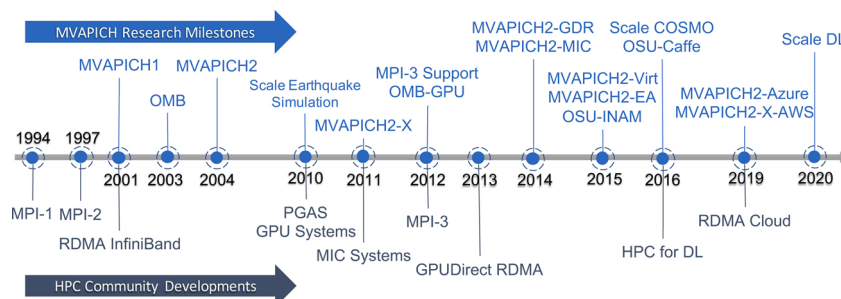 MVAPICH Research Milestones
MVAPICH2-GDR
MVAPICH2-MIC
Scale COSMO
OSU-Caffe
Scale DL
MVAPICH1
MVAPICH2
OMB
Scale Earthquake
Simulation
MPI-3 Support
OMB-GPU
MVAPICH2-X
MVAPICH2-Virt
MVAPICH2-EA
OSU-INAM
MVAPICH2-Azure
MVAPICH2-X-AWS
1994
1997
2001
2003
2004
2010
2011
2012
2013
2014
2015
2016
2019
2020
MPI-1
MPI-2
RDMA InfiniBand
PGAS
GPU Systems
MIC Systems
MPI-3
GPUDirect RDMA
HPC for DL
RDMA Cloud
HPC Community Developments